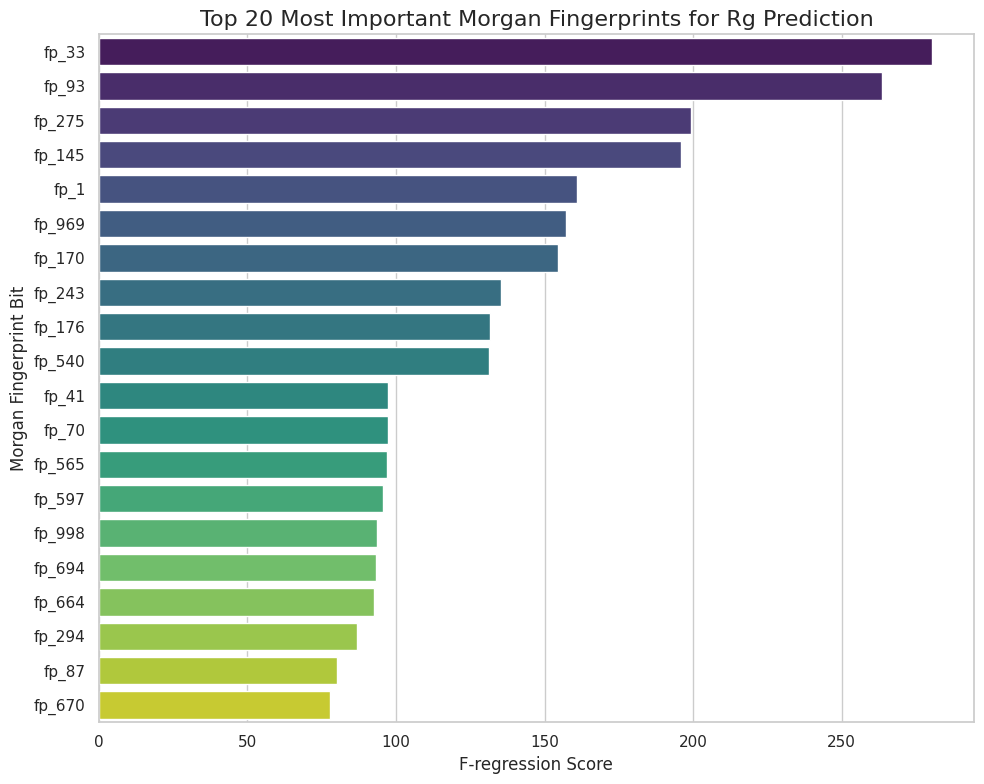 Top 20 Most Important Morgan Fingerprints for Rg Prediction
Morgan Fingerprint Bit
fp_33
fp_93
fp_275
fp_145
fp_1
fp_969
fp_170
fp_243
fp_176
fp_540
fp_41
fp_70
fp_565
fp_597
fp_998
fp_694
fp_664
fp_294
fp_87
fp_670
0 50 100 150 200 250
F-regression Score